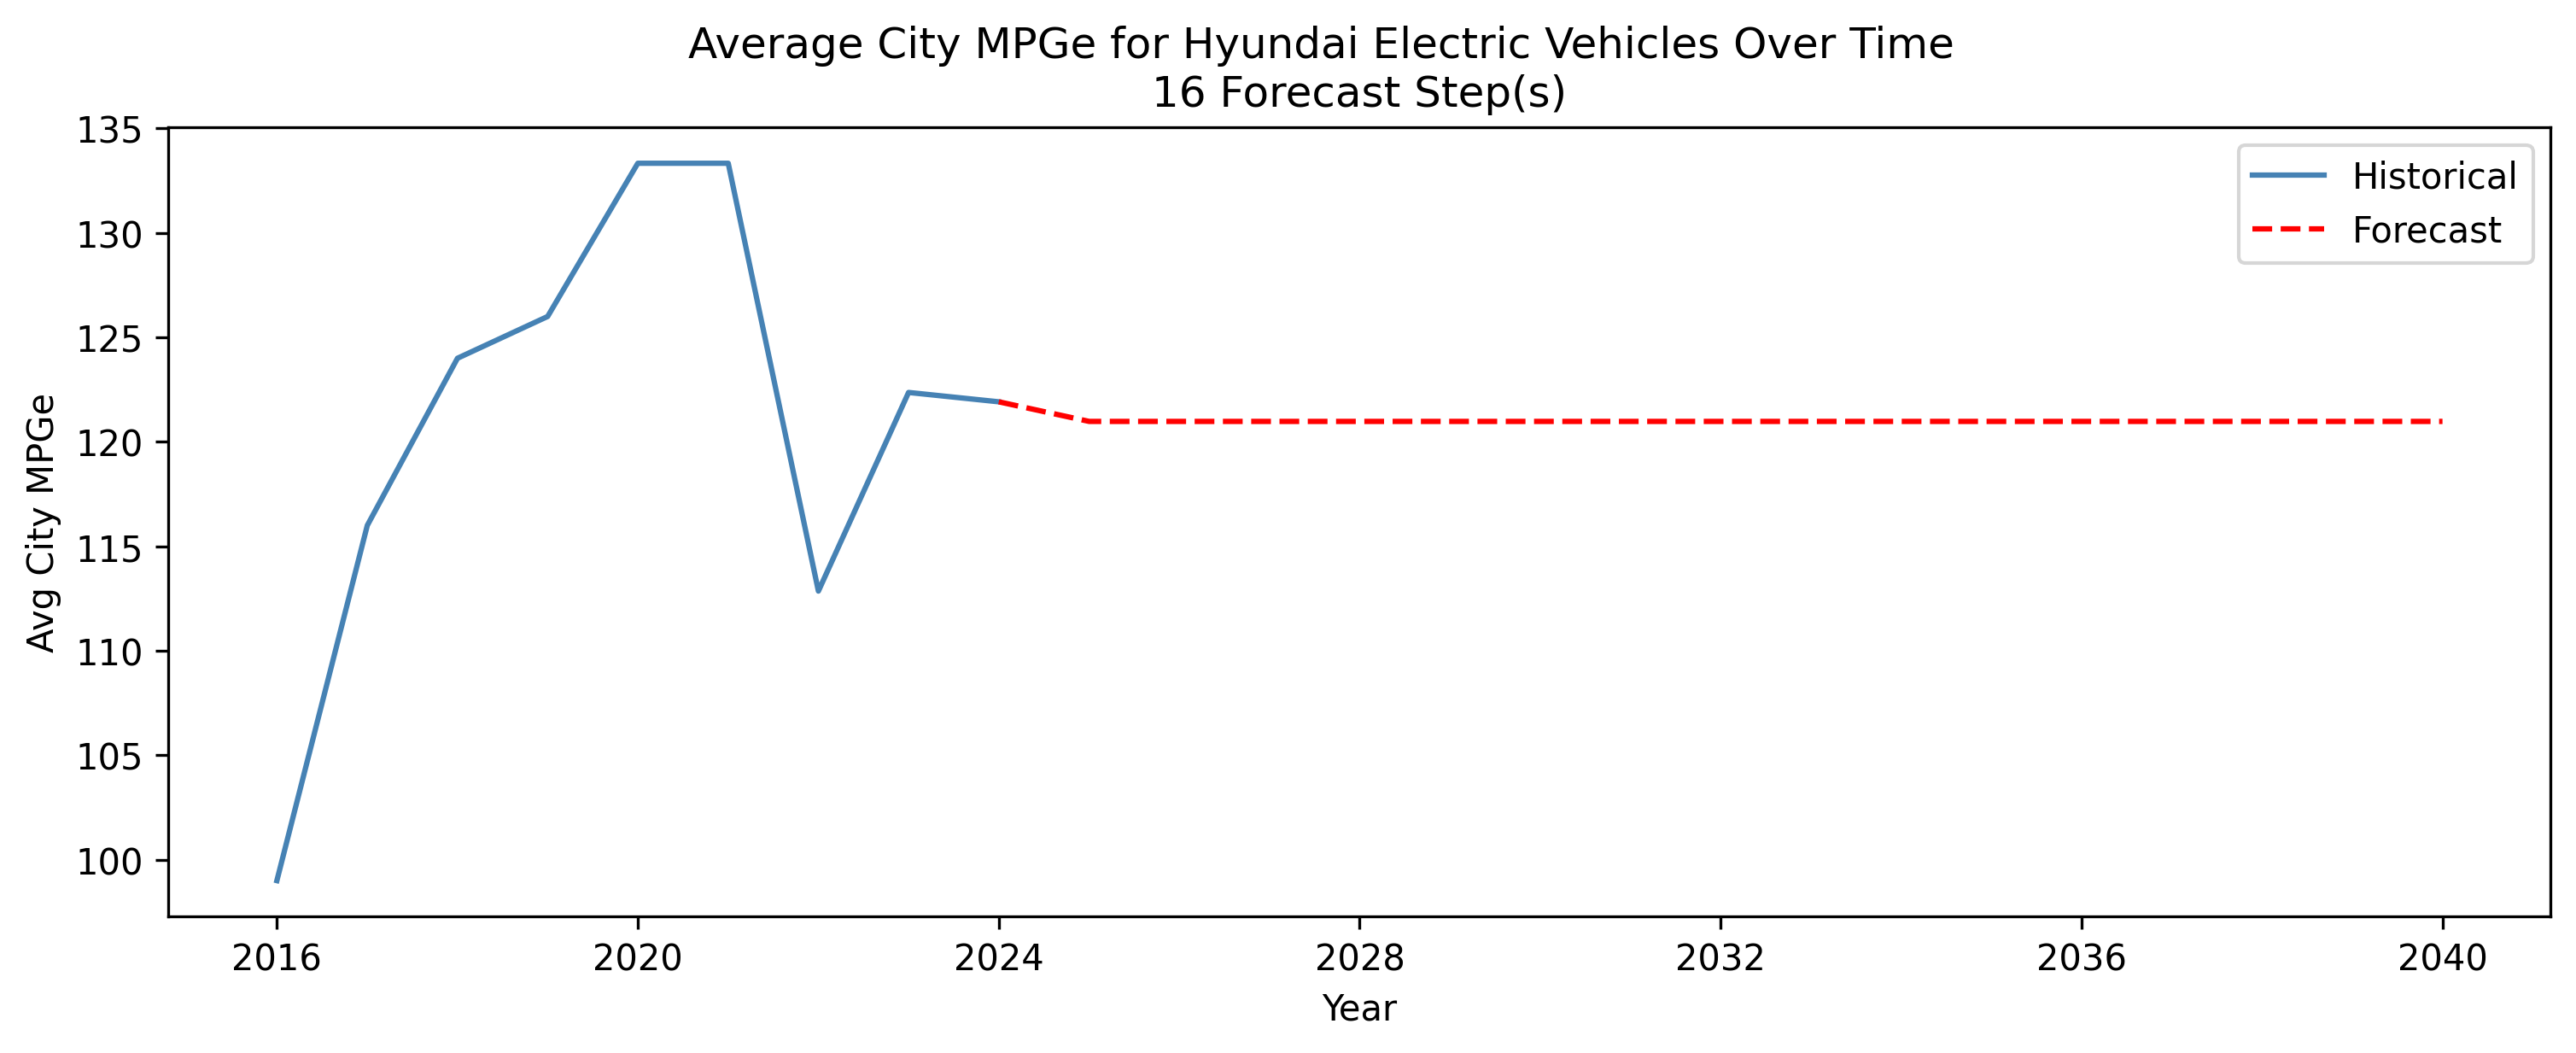 Average City MPGe for Hyundai Electric Vehicles Over Time
16 Forecast Step(s)
135
130
125
120
115
110
105
100
Avg City MPGe
Historical
Forecast
2016
2020
2024
2028
2032
2036
2040
Year